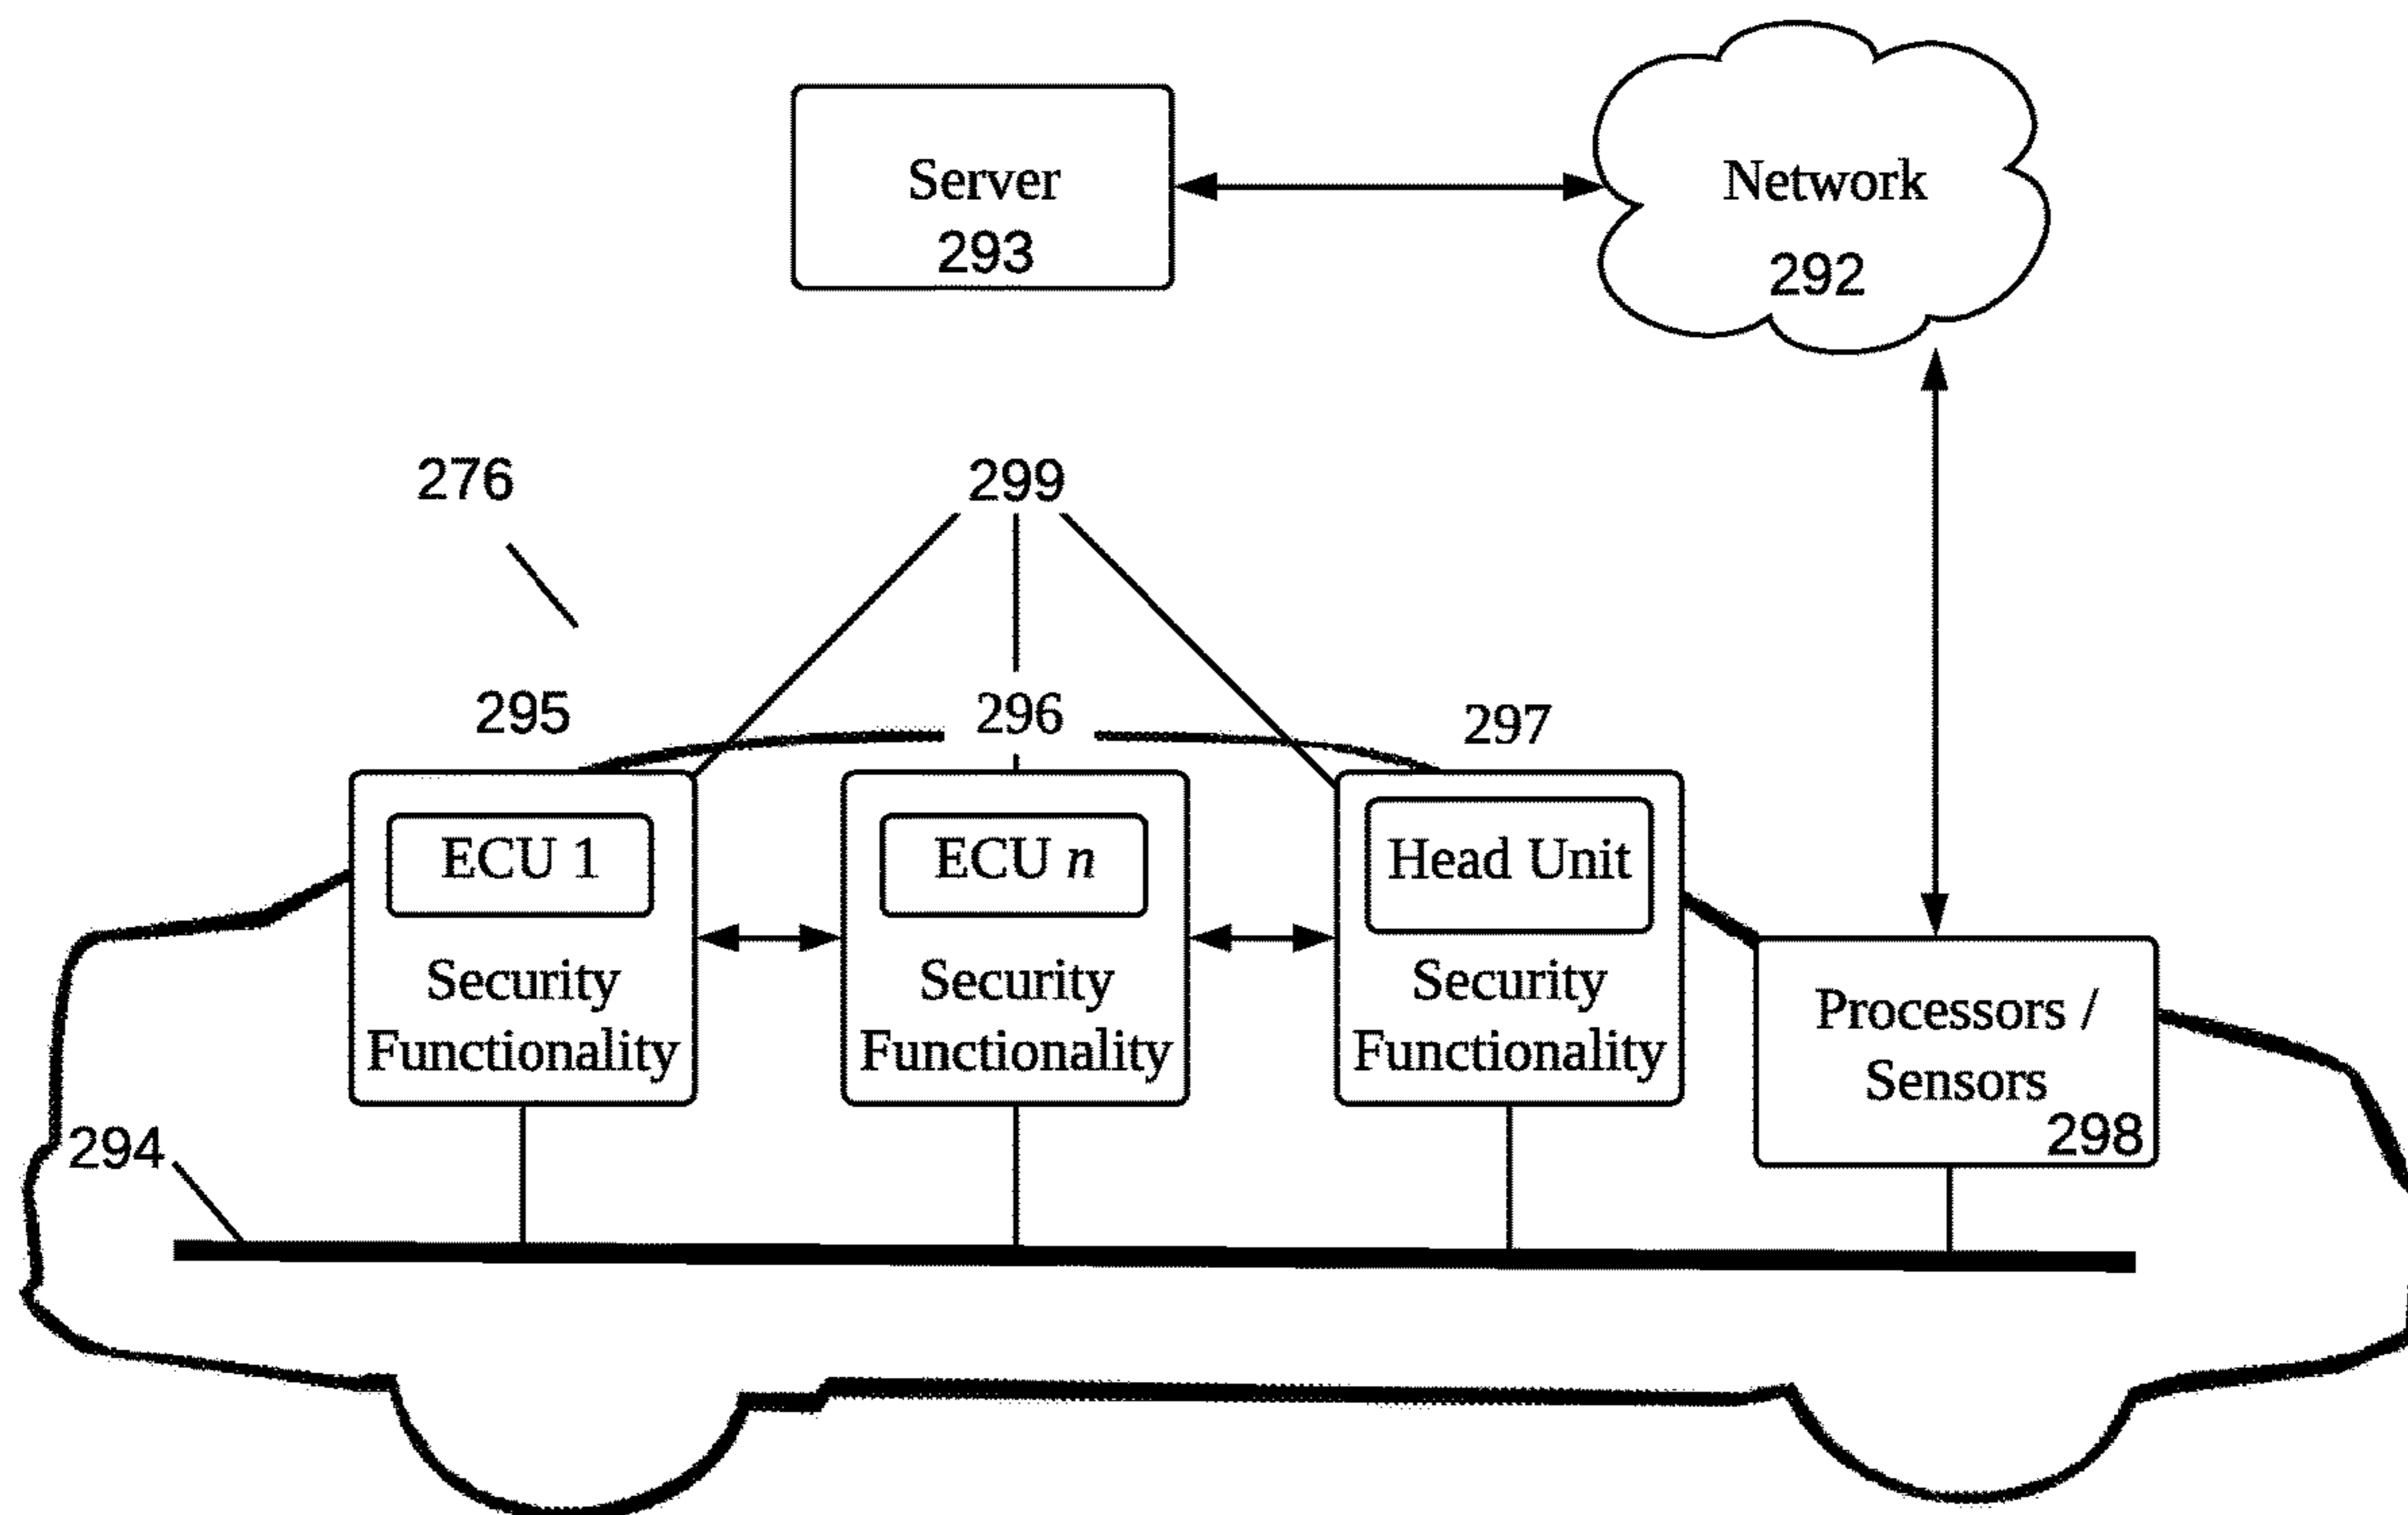 Server
293
Network
292
276
299
295
296
297
ECU 1
Security
Functionality
ECU n
Security
Functionality
Head Unit
Security
Functionality
Processors /
Sensors
298
294